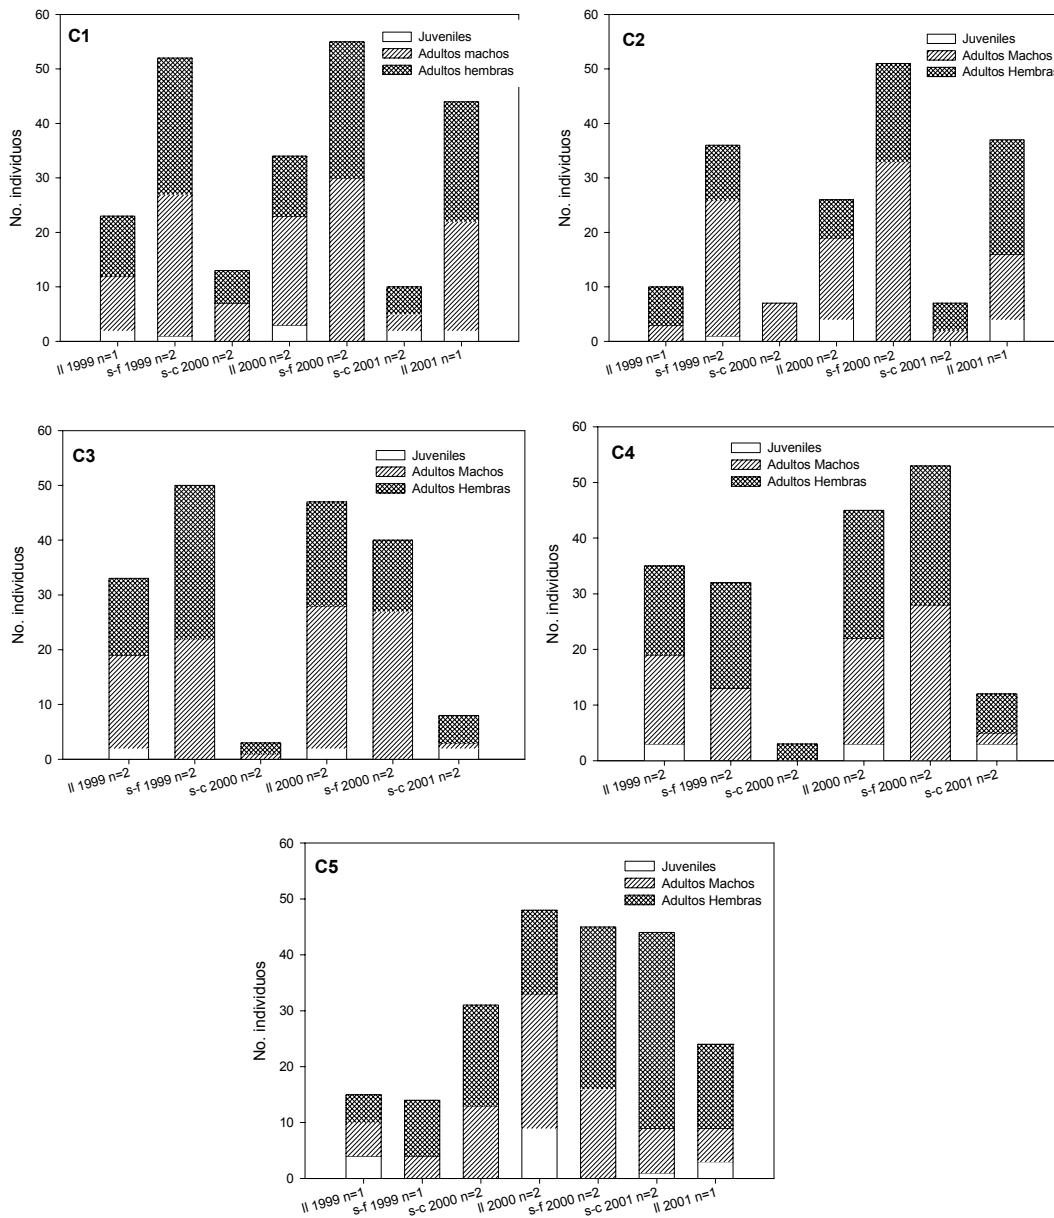 C1
Juveniles
Adultos machos
Adultos hembras
No. individuos
60
50
40
30
20
10
0
ll 1999 n=1
s-f 1999 n=2
s-c 2000 n=2
ll 2000 n=2
s-f 2000 n=2
s-c 2001 n=2
ll 2001 n=1
C2
Juveniles
Adultos Machos
Adultos Hembras
No. individuos
60
50
40
30
20
10
0
ll 1999 n=1
s-f 1999 n=2
s-c 2000 n=2
ll 2000 n=2
s-f 2000 n=2
s-c 2001 n=2
ll 2001 n=1
C3
Juveniles
Adultos Machos
Adultos Hembras
No. individuos
60
50
40
30
20
10
0
ll 1999 n=2
s-f 1999 n=2
s-c 2000 n=2
ll 2000 n=2
s-f 2000 n=2
s-c 2001 n=2
C4
Juveniles
Adultos Machos
Adultos Hembras
No. individuos
60
50
40
30
20
10
0
ll 1999 n=2
s-f 1999 n=2
s-c 2000 n=2
ll 2000 n=2
s-f 2000 n=2
s-c 2001 n=2
C5
Juveniles
Adultos Machos
Adultos Hembras
No. individuos
60
50
40
30
20
10
0
ll 1999 n=1
s-f 1999 n=1
s-c 2000 n=2
ll 2000 n=2
s-f 2000 n=2
s-c 2001 n=2
ll 2001 n=1